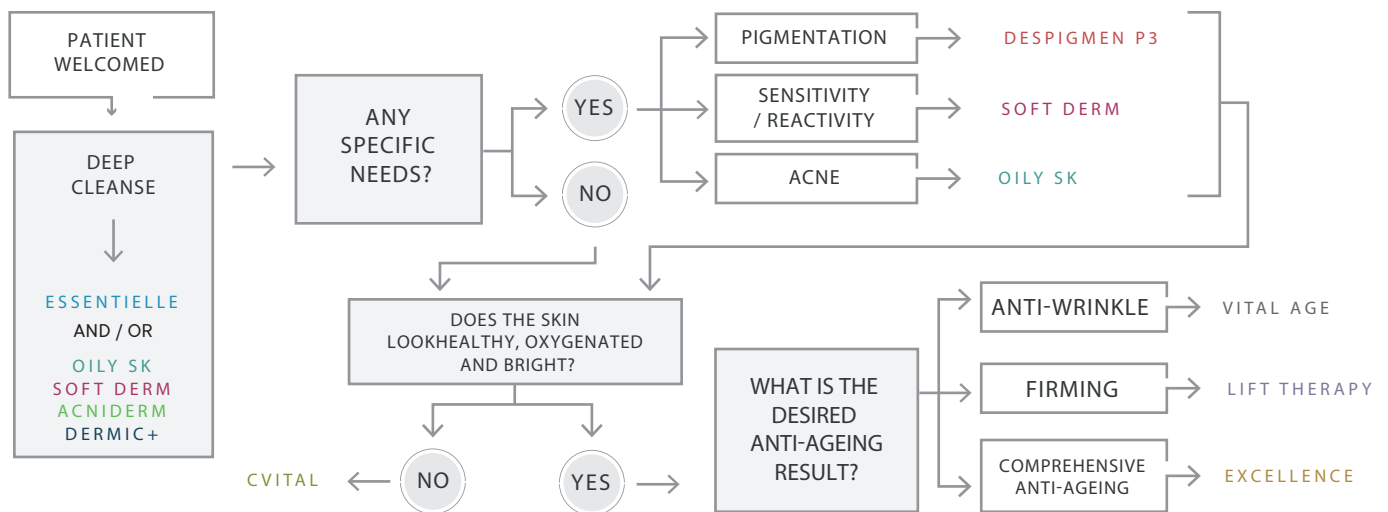 PATIENT
WELCOMED
DEEP
CLEANSE
ESSENTIELLE
AND / OR
OILY SK
SOFT DERM
ACNIDERM
DERMIC+
ANY
SPECIFIC
NEEDS?
YES
NO
PIGMENTATION
DESPIGMEN P3
SENSITIVITY
/ REACTIVITY
SOFT DERM
ACNE
OILY SK
DOES THE SKIN
LOOKHEALTHY, OXYGENATED
AND BRIGHT?
NO
CVITAL
YES
WHAT IS THE
DESIRED
ANTI-AGEING
RESULT?
ANTI-WRINKLE
VITAL AGE
FIRMING
LIFT THERAPY
COMPREHENSIVE
ANTI-AGEING
EXCELLENCE